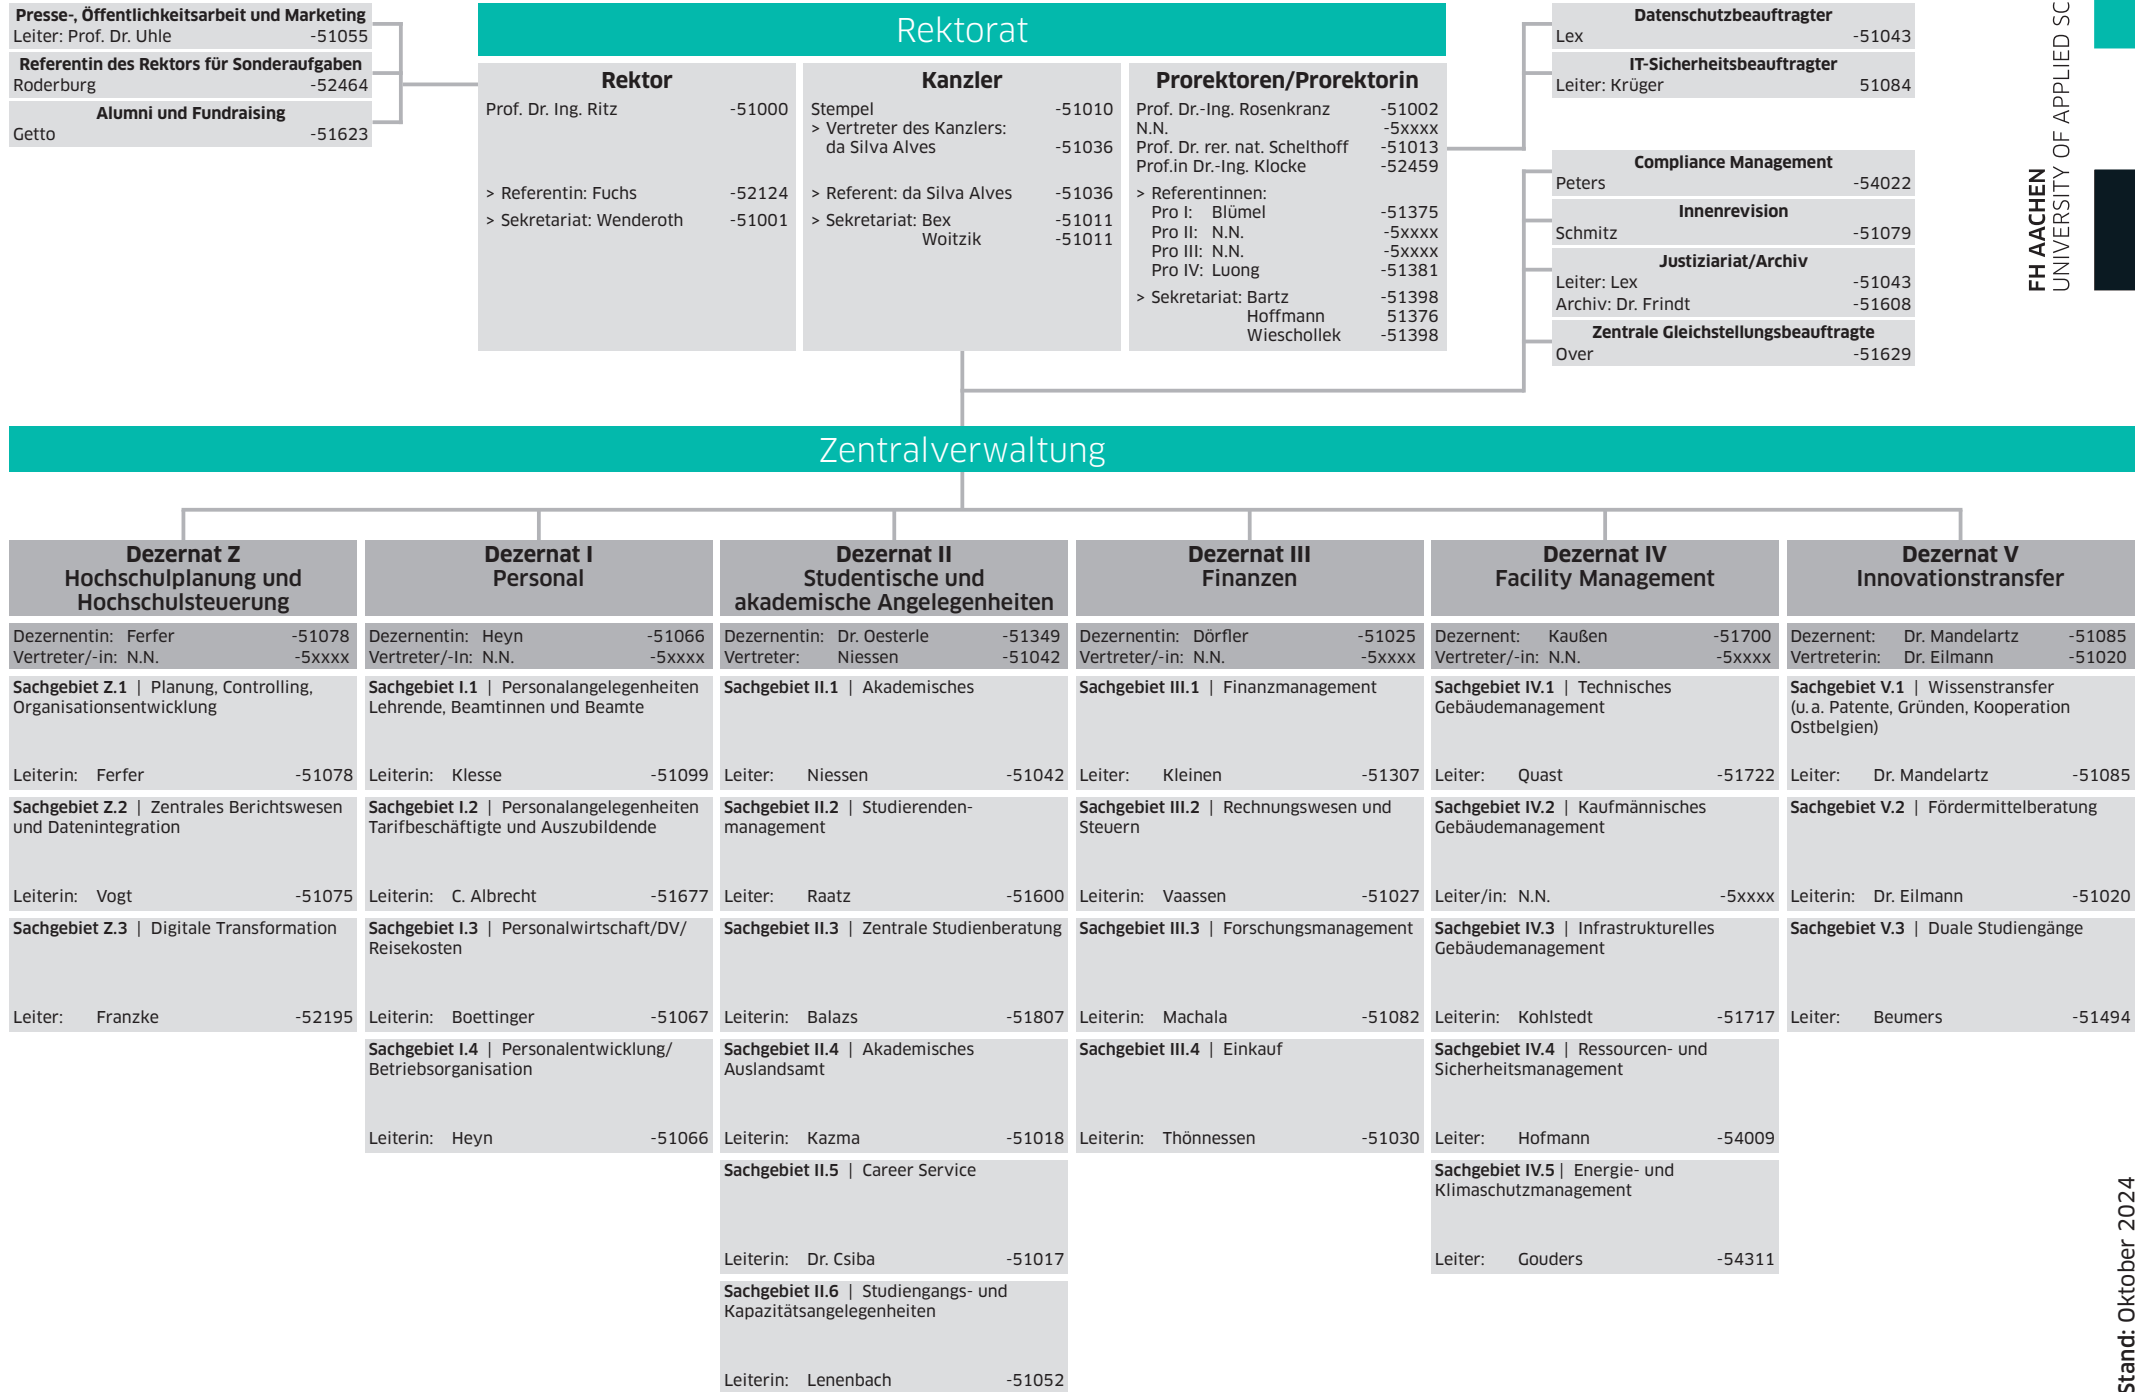 Presse-, Öffentlichkeitsarbeit und Marketing
Leiter: Prof. Dr. Uhle -51055
Referentin des Rektors für Sonderaufgaben
Roderburg -52464
Alumni und Fundraising
Getto -51623
Rektorat
Rektor
Prof. Dr. Ing. Ritz -51000
> Referentin: Fuchs -52124
> Sekretariat: Wenderoth -51001
Kanzler
Stempel -51010
> Vertreter des Kanzlers:
da Silva Alves -51036
> Referent: da Silva Alves -51036
> Sekretariat: Bex -51011
Woitzik -51011
Prorektoren/Prorektorin
Prof. Dr.-Ing. Rosenkranz -51002
N.N. -5xxxx
Prof. Dr. rer. nat. Schelthoff -51013
Prof.in Dr.-Ing. Klocke -52459
> Referentinnen:
Pro I: Blümel -51375
Pro II: N.N. -5xxxx
Pro III: N.N. -5xxxx
Pro IV: Luong -51381
> Sekretariat: Bartz -51398
Hoffmann 51376
Wieschollek -51398
Datenschutzbeauftragter
Lex -51043
IT-Sicherheitsbeauftragter
Leiter: Krüger 51084
Compliance Management
Peters -54022
Innenrevision
Schmitz -51079
Justiziariat/Archiv
Leiter: Lex -51043
Archiv: Dr. Frindt -51608
Zentrale Gleichstellungsbeauftragte
Over -51629
FH AACHEN
UNIVERSITY OF APPLIED SC
Zentralverwaltung
Dezernat Z
Hochschulplanung und
Hochschulsteuerung
Dezernentin: Ferfer -51078
Vertreter/-in: N.N. -5xxxx
Sachgebiet Z.1 | Planung, Controlling,
Organisationsentwicklung
Leiterin: Ferfer -51078
Sachgebiet Z.2 | Zentrales Berichtswesen
und Datenintegration
Leiterin: Vogt -51075
Sachgebiet Z.3 | Digitale Transformation
Leiter: Franzke -52195
Dezernat I
Personal
Dezernentin: Heyn -51066
Vertreter/-In: N.N. -5xxxx
Sachgebiet I.1 | Personalangelegenheiten
Lehrende, Beamtinnen und Beamte
Leiterin: Klesse -51099
Sachgebiet I.2 | Personalangelegenheiten
Tarifbeschäftigte und Auszubildende
Leiterin: C. Albrecht -51677
Sachgebiet I.3 | Personalwirtschaft/DV/
Reisekosten
Leiterin: Boettinger -51067
Sachgebiet I.4 | Personalentwicklung/
Betriebsorganisation
Leiterin: Heyn -51066
Dezernat II
Studentische und
akademische Angelegenheiten
Dezernentin: Dr. Oesterle -51349
Vertreter: Niessen -51042
Sachgebiet II.1 | Akademisches
Leiter: Niessen -51042
Sachgebiet II.2 | Studierenden-
management
Leiter: Raatz -51600
Sachgebiet II.3 | Zentrale Studienberatung
Leiterin: Balazs -51807
Sachgebiet II.4 | Akademisches
Auslandsamt
Leiterin: Kazma -51018
Sachgebiet II.5 | Career Service
Leiterin: Dr. Csiba -51017
Sachgebiet II.6 | Studiengangs- und
Kapazitätsangelegenheiten
Leiterin: Lenenbach -51052
Dezernat III
Finanzen
Dezernentin: Dörfler -51025
Vertreter/-in: N.N. -5xxxx
Sachgebiet III.1 | Finanzmanagement
Leiter: Kleinen -51307
Sachgebiet III.2 | Rechnungswesen und
Steuern
Leiterin: Vaassen -51027
Sachgebiet III.3 | Forschungsmanagement
Leiterin: Machala -51082
Sachgebiet III.4 | Einkauf
Leiterin: Thönnessen -51030
Dezernat IV
Facility Management
Dezernent: Kaußen -51700
Vertreter/-in: N.N. -5xxxx
Sachgebiet IV.1 | Technisches
Gebäudemanagement
Leiter: Quast -51722
Sachgebiet IV.2 | Kaufmännisches
Gebäudemanagement
Leiter/in: N.N. -5xxxx
Sachgebiet IV.3 | Infrastrukturelles
Gebäudemanagement
Leiterin: Kohlstedt -51717
Sachgebiet IV.4 | Ressourcen- und
Sicherheitsmanagement
Leiter: Hofmann -54009
Sachgebiet IV.5 | Energie- und
Klimaschutzmanagement
Leiter: Gouders -54311
Dezernat V
Innovationstransfer
Dezernent: Dr. Mandelartz -51085
Vertreterin: Dr. Eilmann -51020
Sachgebiet V.1 | Wissenstransfer
(u. a. Patente, Gründen, Kooperation
Ostbelgien)
Leiter: Dr. Mandelartz -51085
Sachgebiet V.2 | Fördermittelberatung
Leiterin: Dr. Eilmann -51020
Sachgebiet V.3 | Duale Studiengänge
Leiter: Beumers -51494
Stand: Oktober 2024